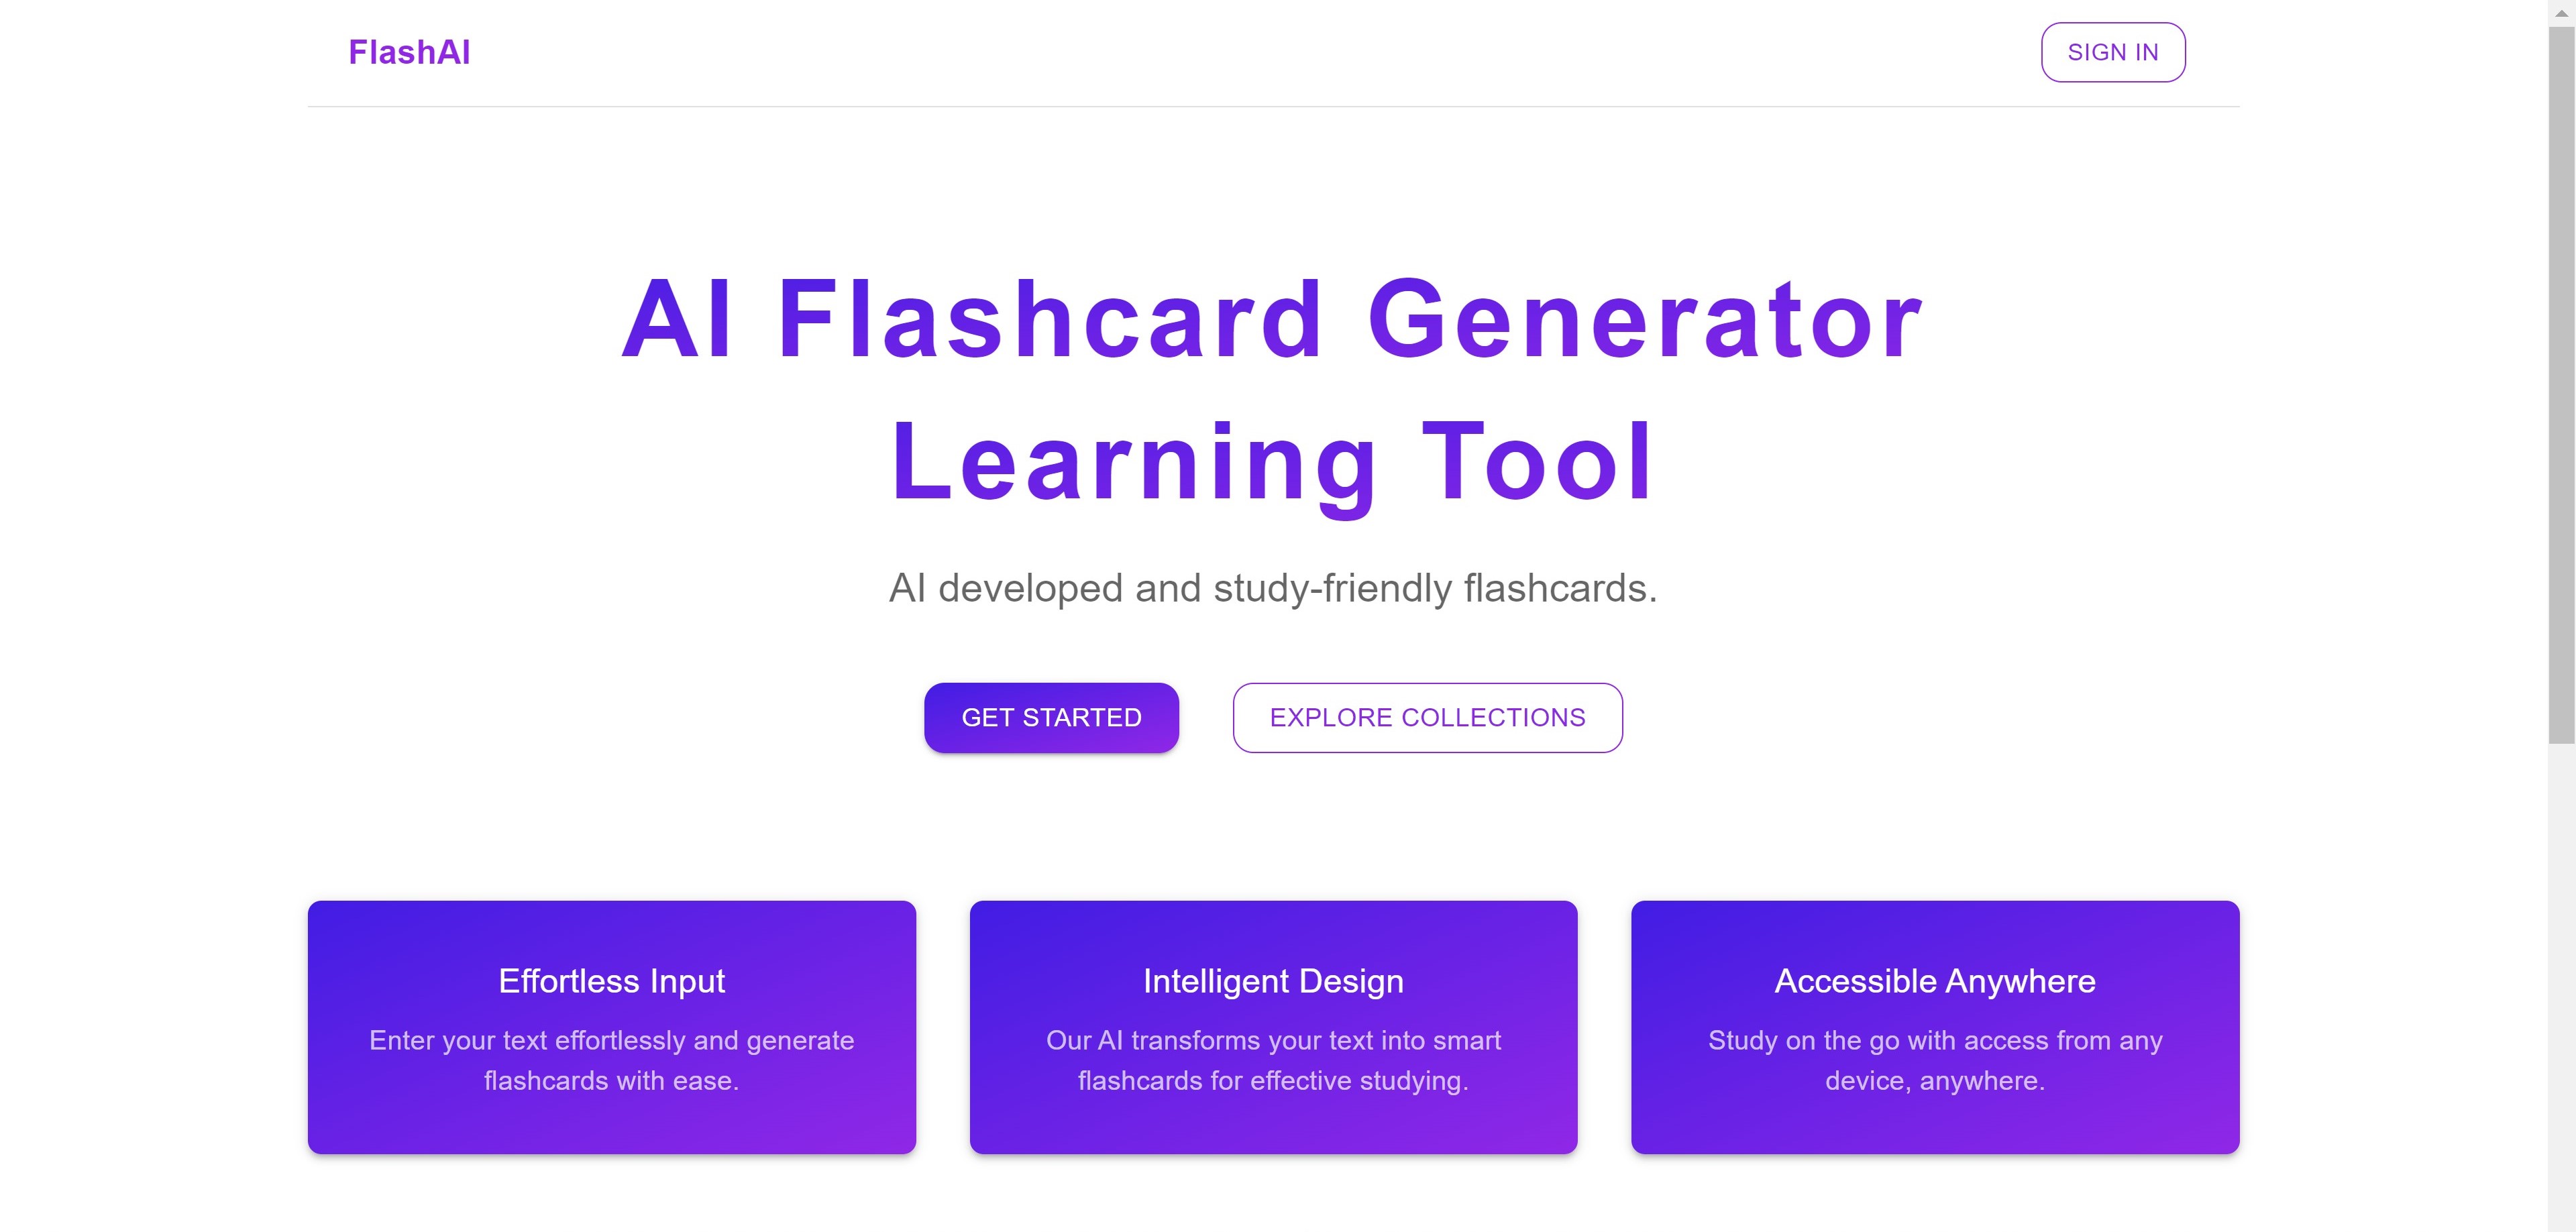 FlashAI
SIGN IN
AI Flashcard Generator
Learning Tool
AI developed and study-friendly flashcards.
GET STARTED
EXPLORE COLLECTIONS
Effortless Input
Enter your text effortlessly and generate
flashcards with ease.
Intelligent Design
Our AI transforms your text into smart
flashcards for effective studying.
Accessible Anywhere
Study on the go with access from any
device, anywhere.